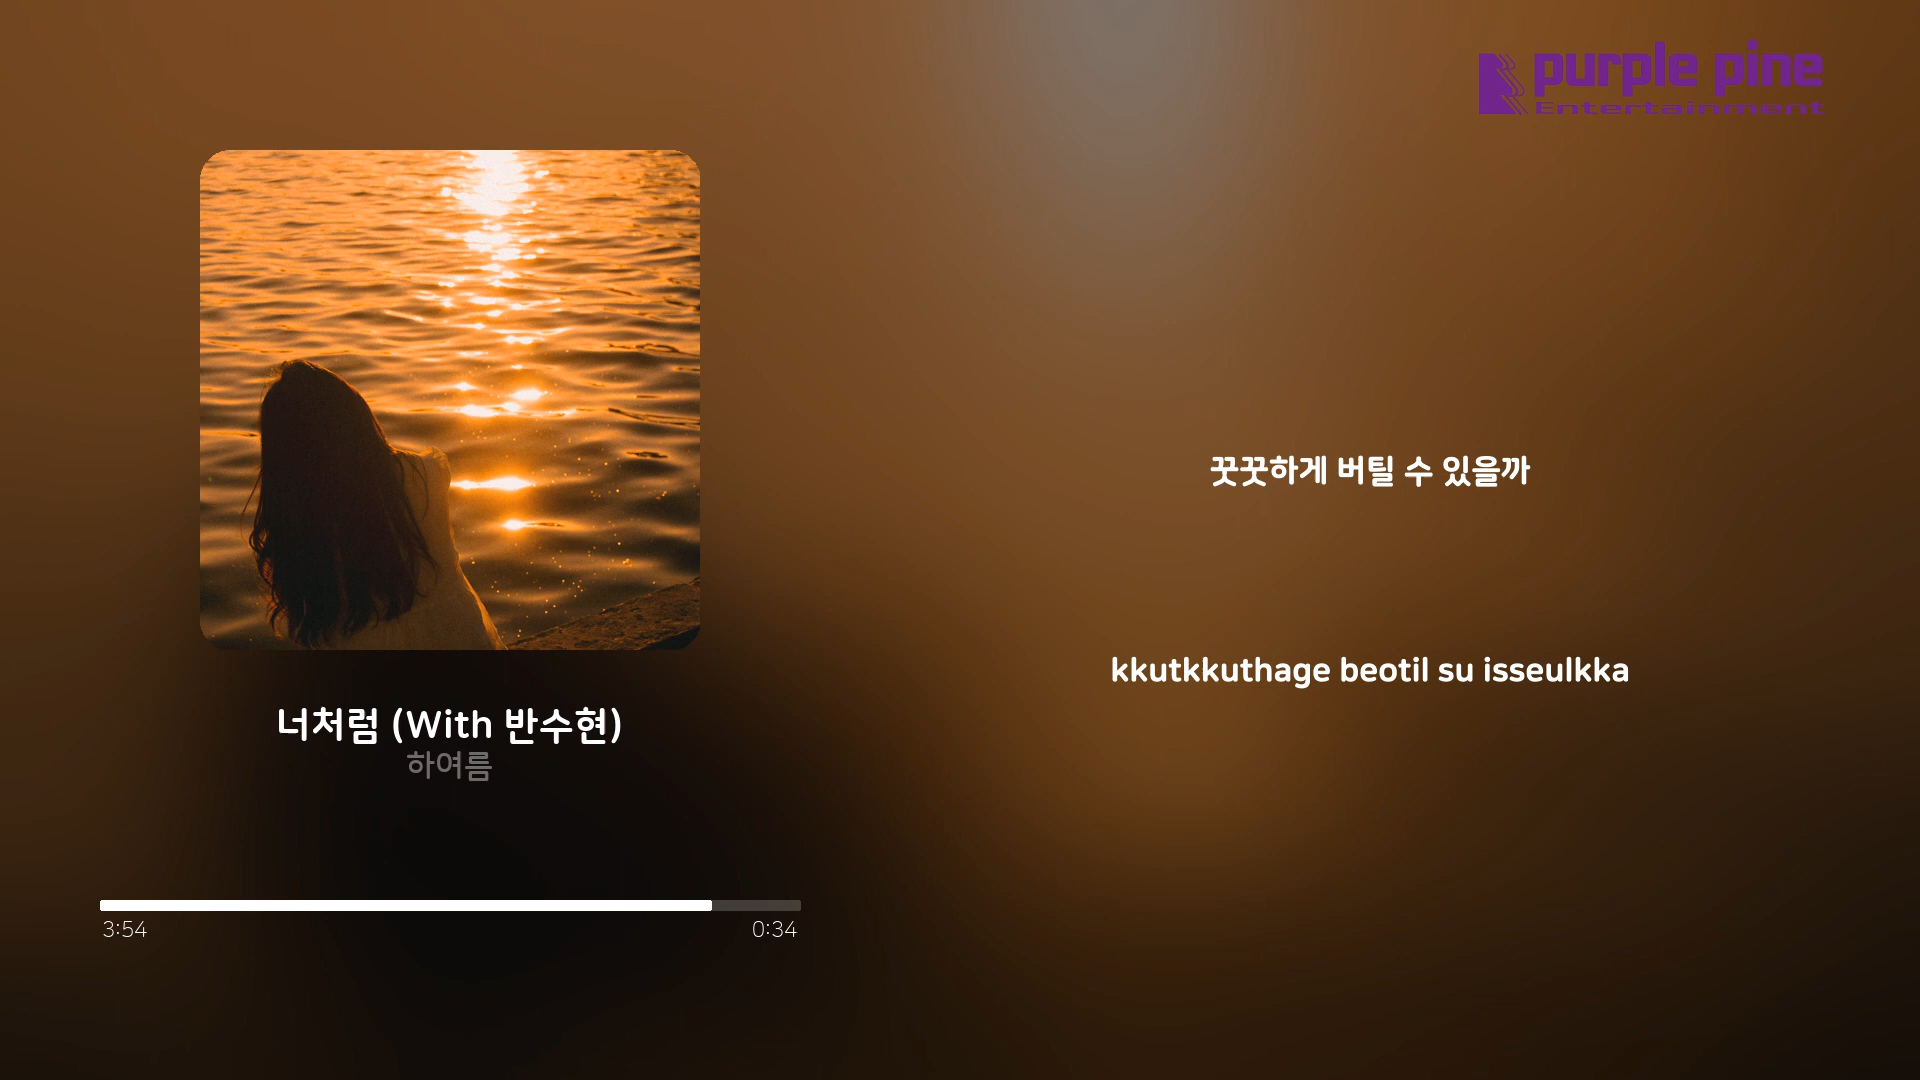 purple pine
Entertainment
꿋꿋하게 버틸 수 있을까
kkutkkuthage beotil su isseulkka
너처럼 (With 반수현)
하여름
3:54
0:34